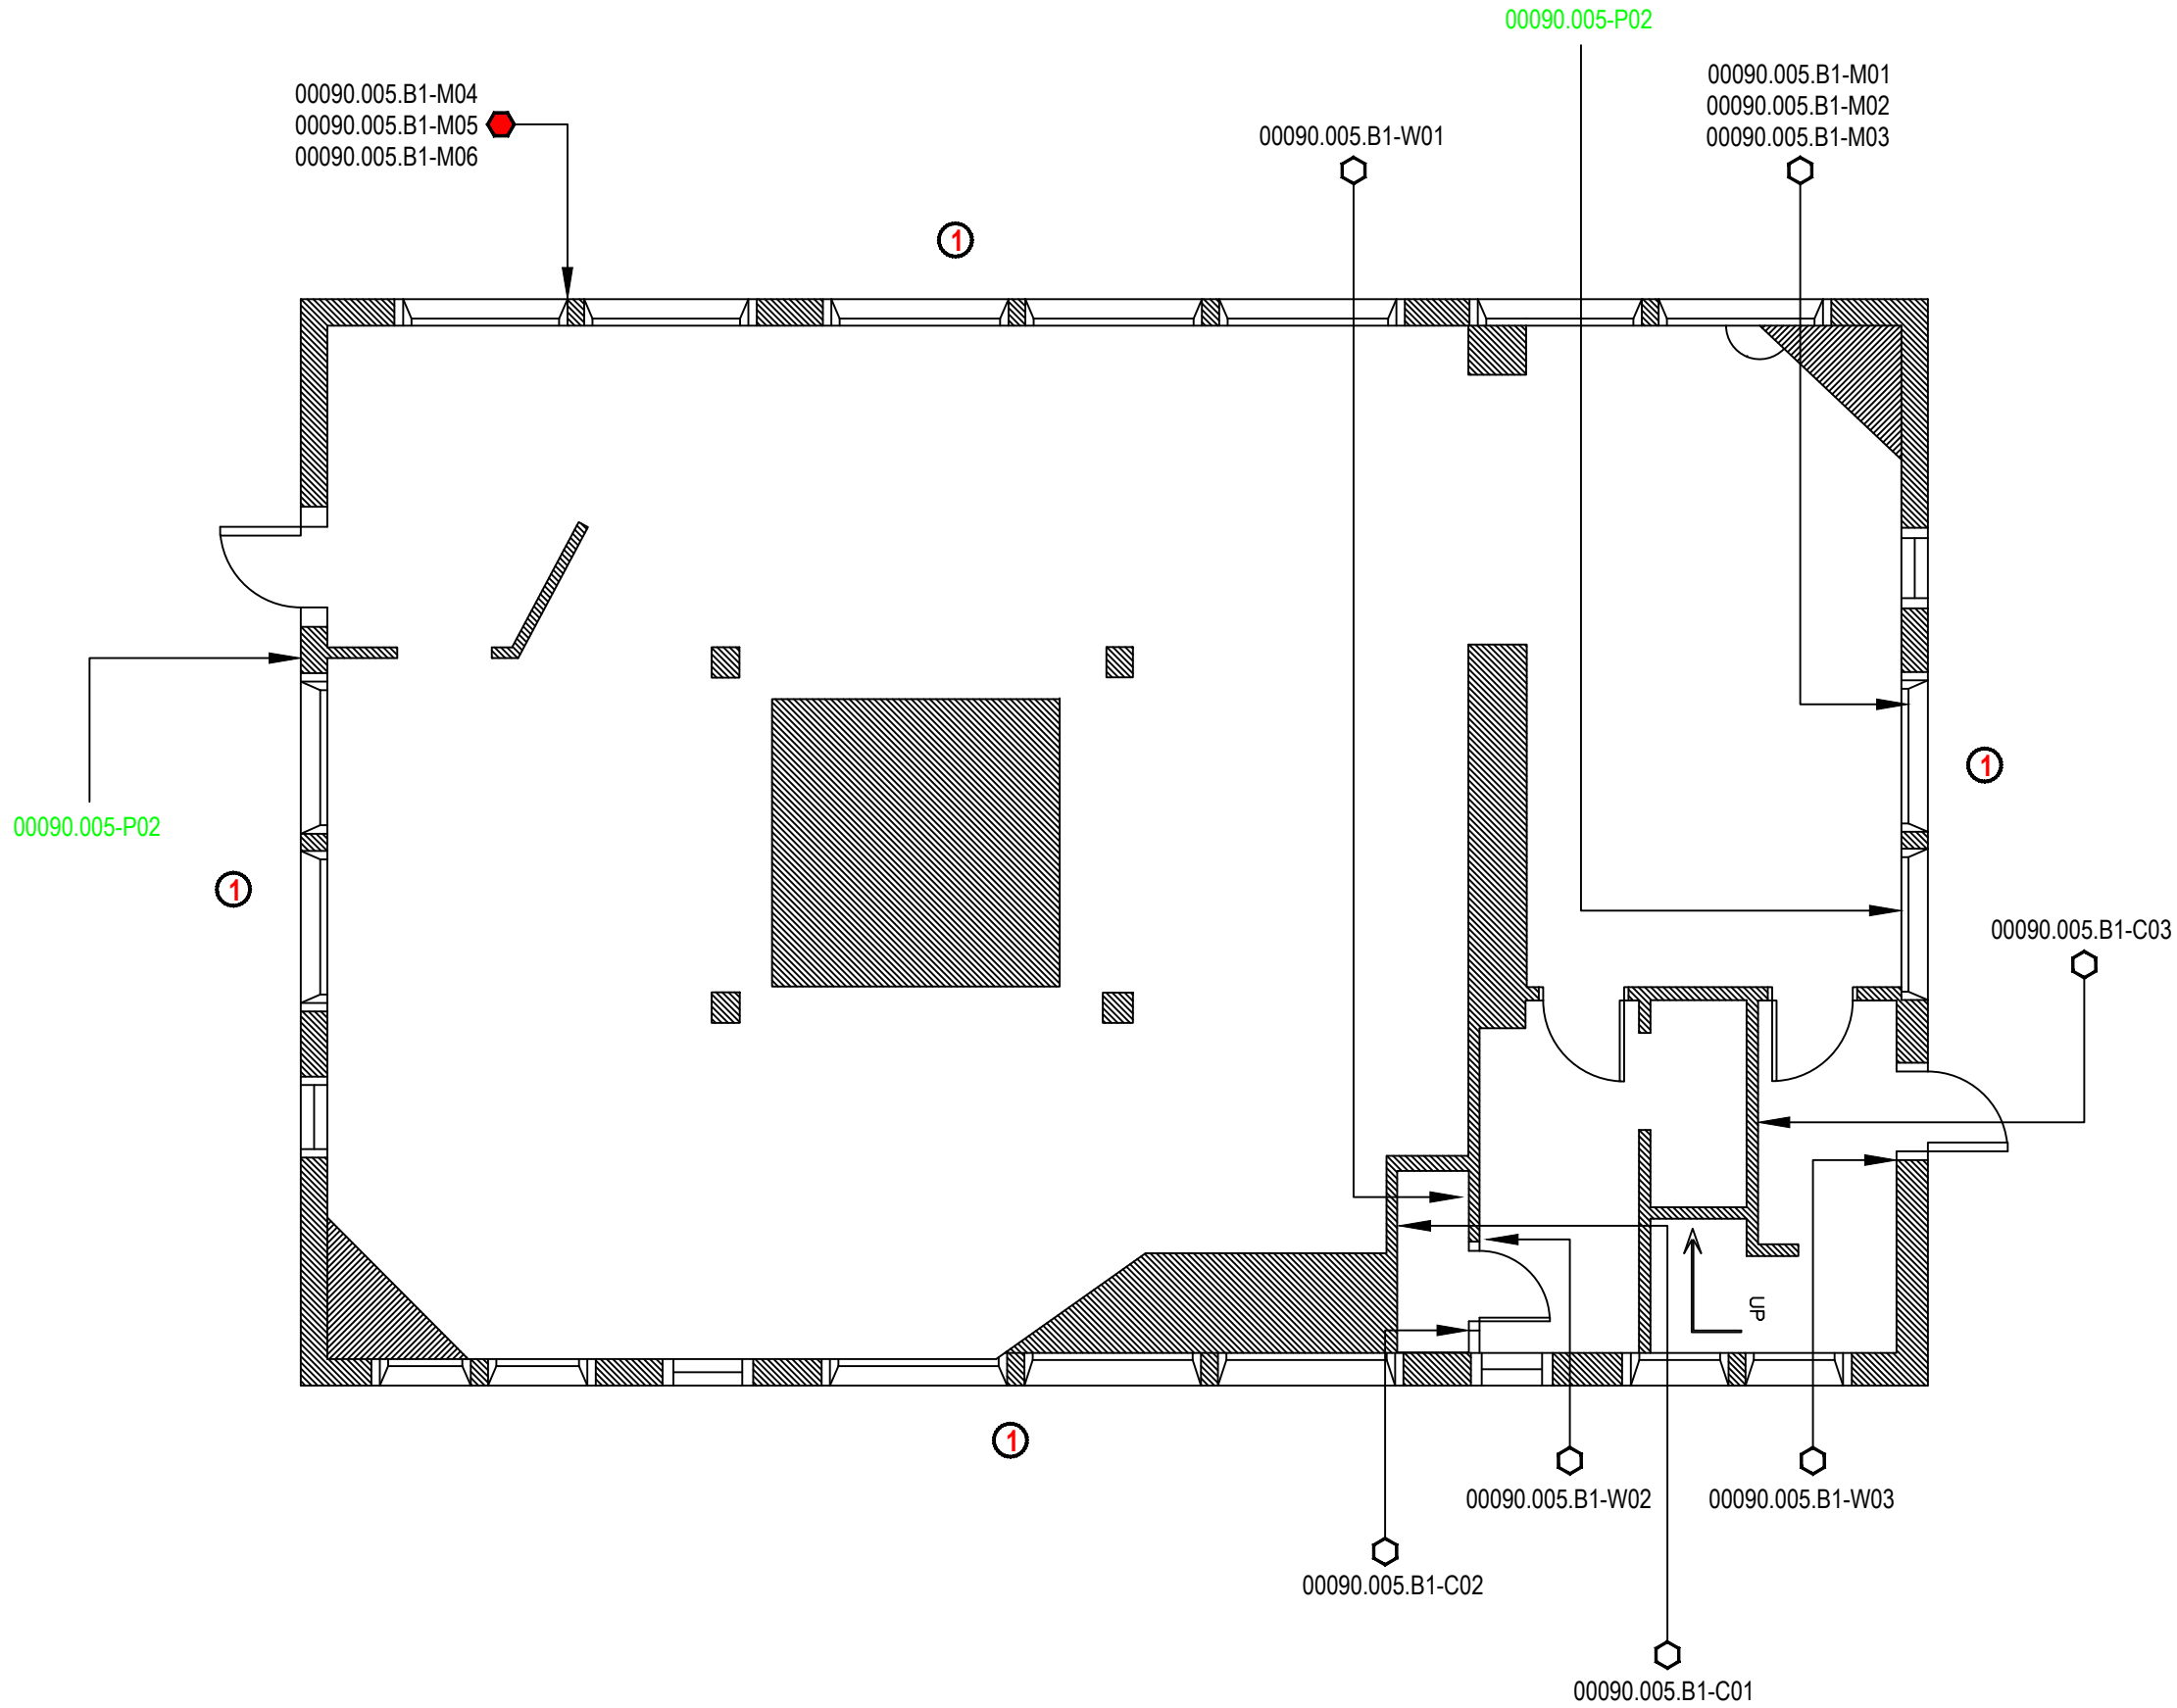 00090.005-P02
00090.005.B1-M04
00090.005.B1-M05
00090.005.B1-M06
00090.005.B1-W01
00090.005.B1-M01
00090.005.B1-M02
00090.005.B1-M03
1
1
00090.005-P02
1
00090.005.B1-C03
UP
1
00090.005.B1-W02
00090.005.B1-W03
00090.005.B1-C02
00090.005.B1-C01